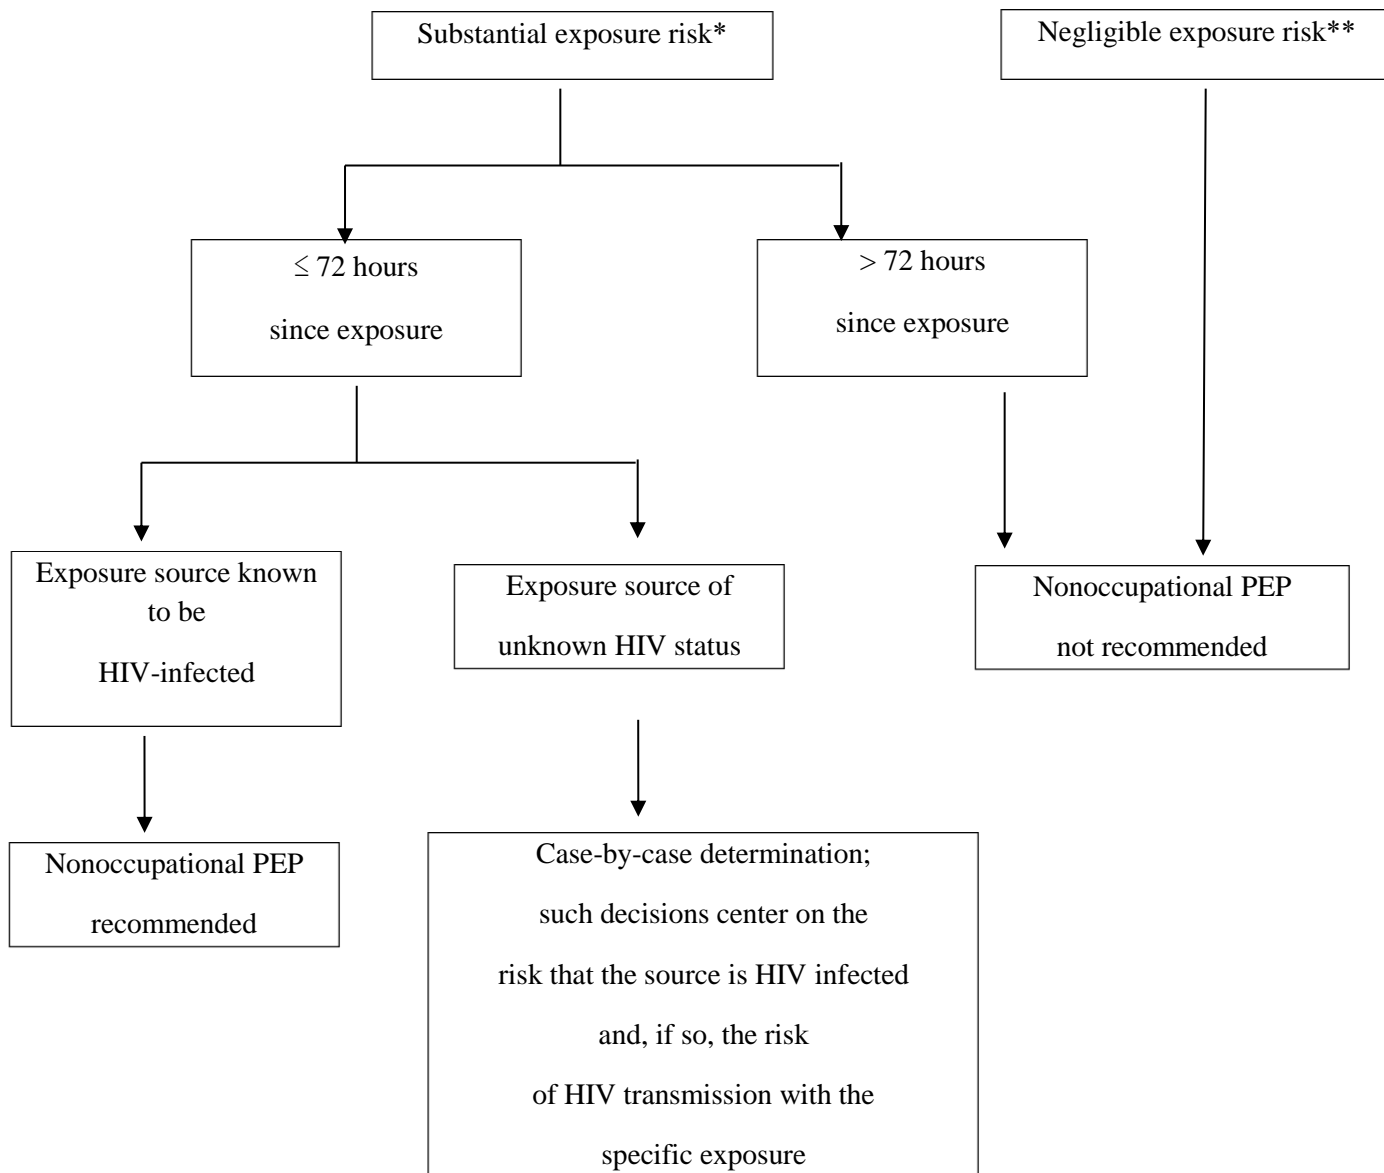 Substantial exposure risk*
Negligible exposure risk**
≤ 72 hours
since exposure
> 72 hours
since exposure
Exposure source known
to be
HIV-infected
Exposure source of
unknown HIV status
Nonoccupational PEP
not recommended
Nonoccupational PEP
recommended
Case-by-case determination;
such decisions center on the
risk that the source is HIV infected
and, if so, the risk
of HIV transmission with the
specific exposure